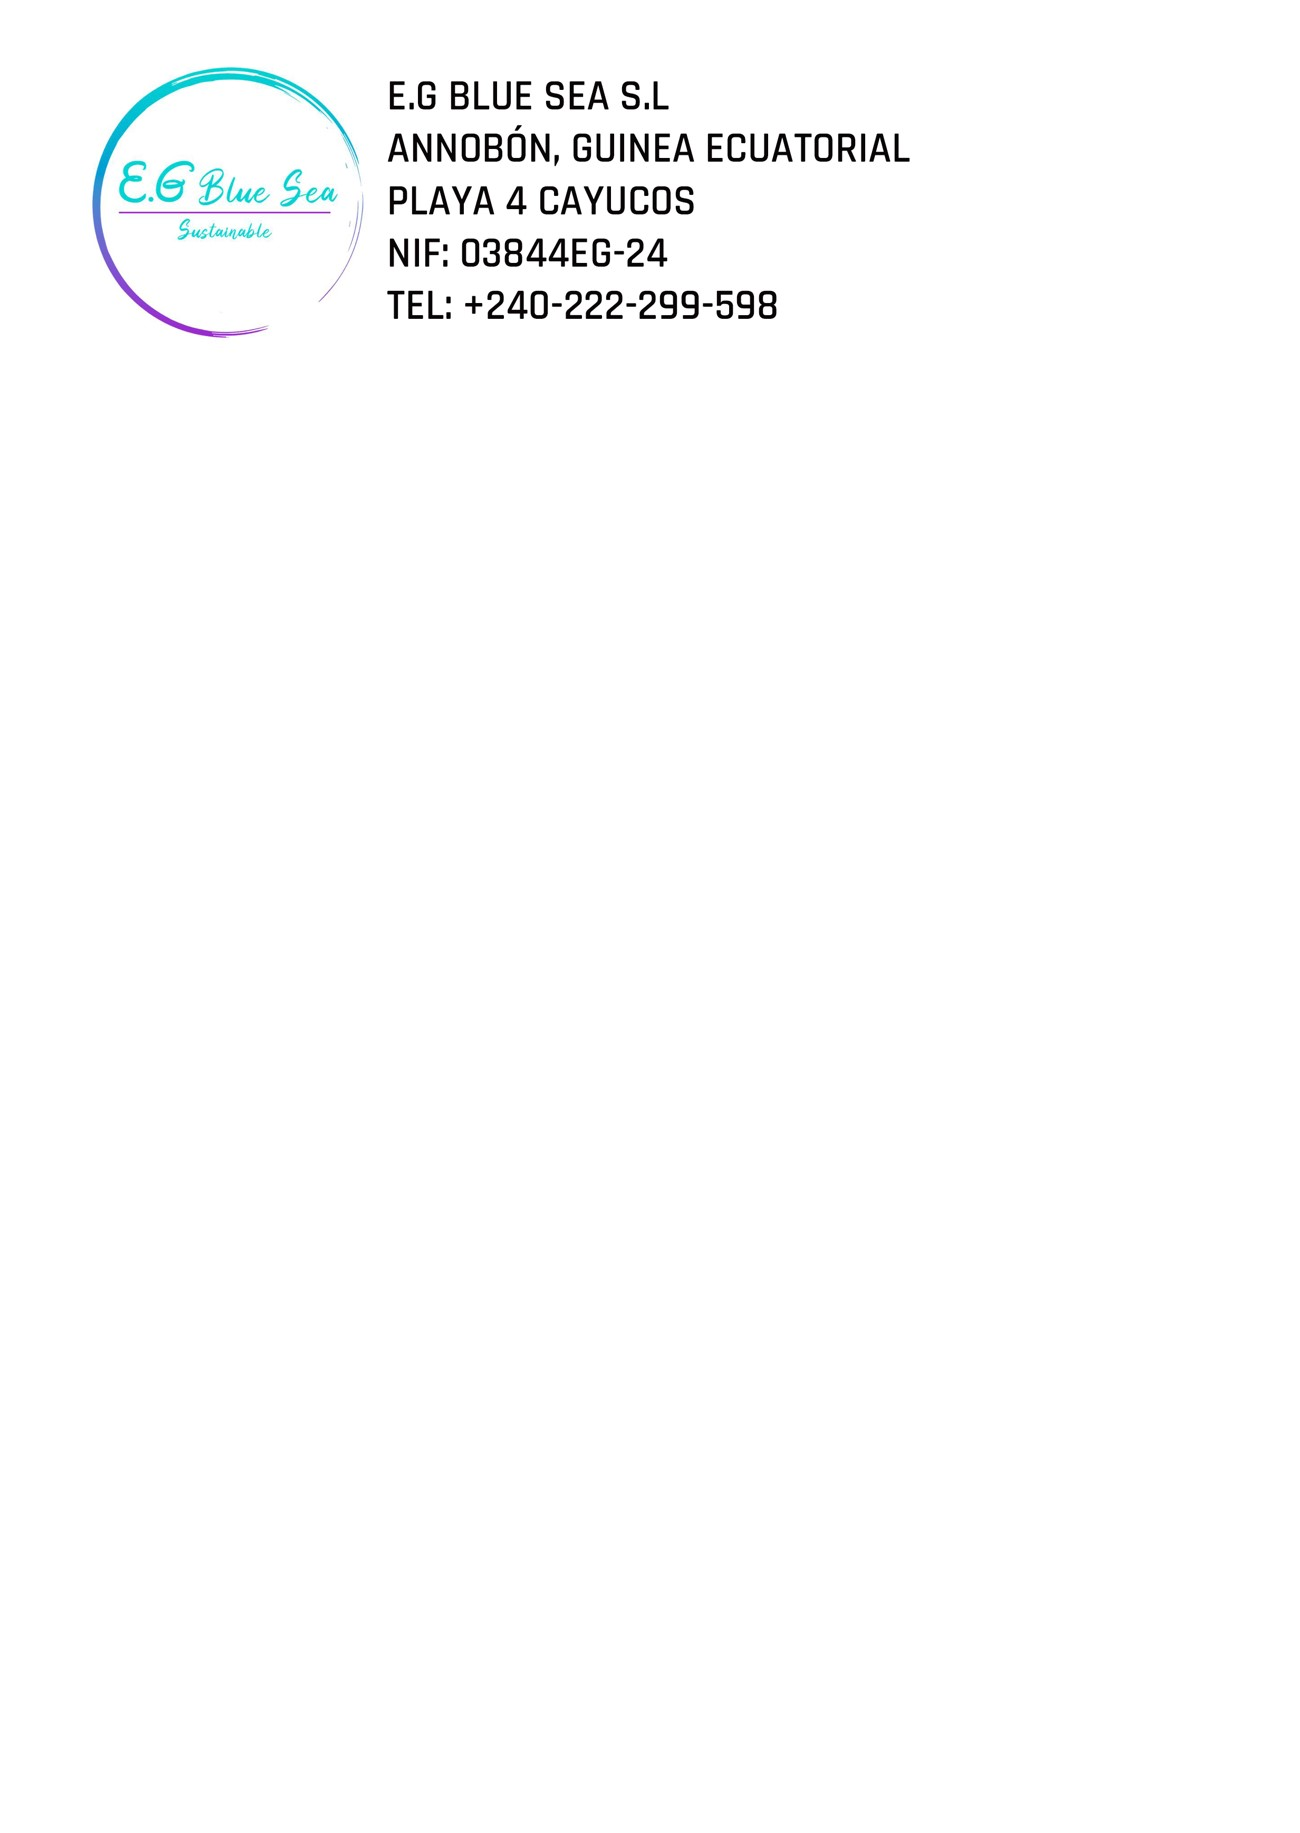 E.G Blue Sea
Sustainable
E.G BLUE SEA S.L
ANNOBÓN, GUINEA ECUATORIAL
PLAYA 4 CAYUCOS
NIF: 03844EG-24
TEL: +240-222-299-598